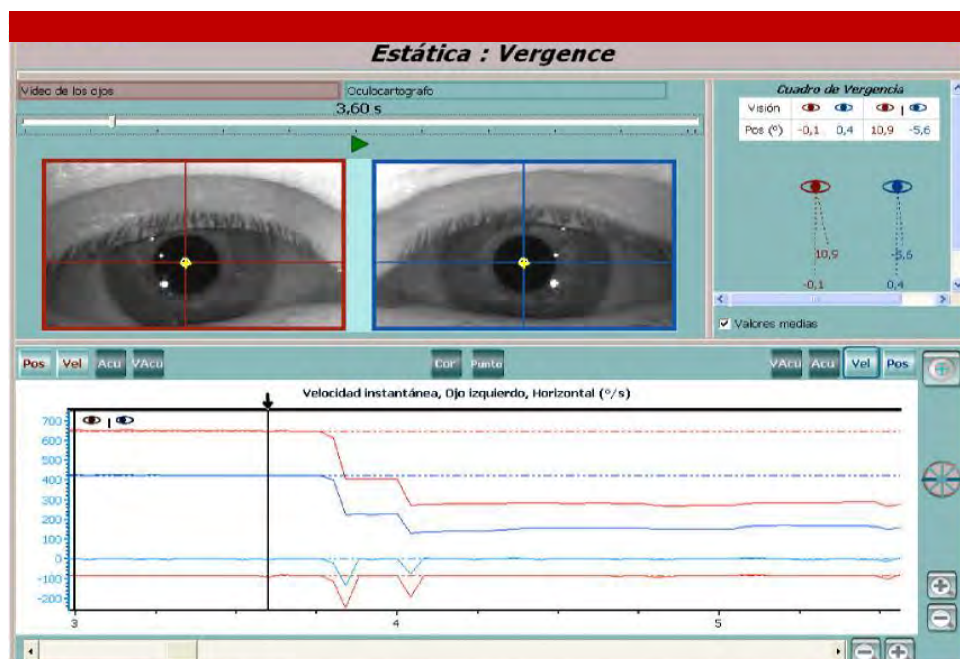 Estática : Vergence
Vídeo de los ojos
Oculocartografo
3,60 s
Cuadro de Vergencia
Visión |
Pos (º) -0,1 0,4 10,9 -5,6
10,9 -5,6
-0,1 0,4
Valores medias
Pos Vel Acu VAcu Cor Punto VAcu Acu Vel Pos
Velocidad instantánea, Ojo izquierdo, Horizontal (º/s)
|
700
600
500
400
300
200
100
0
-100
-200
3 4 5